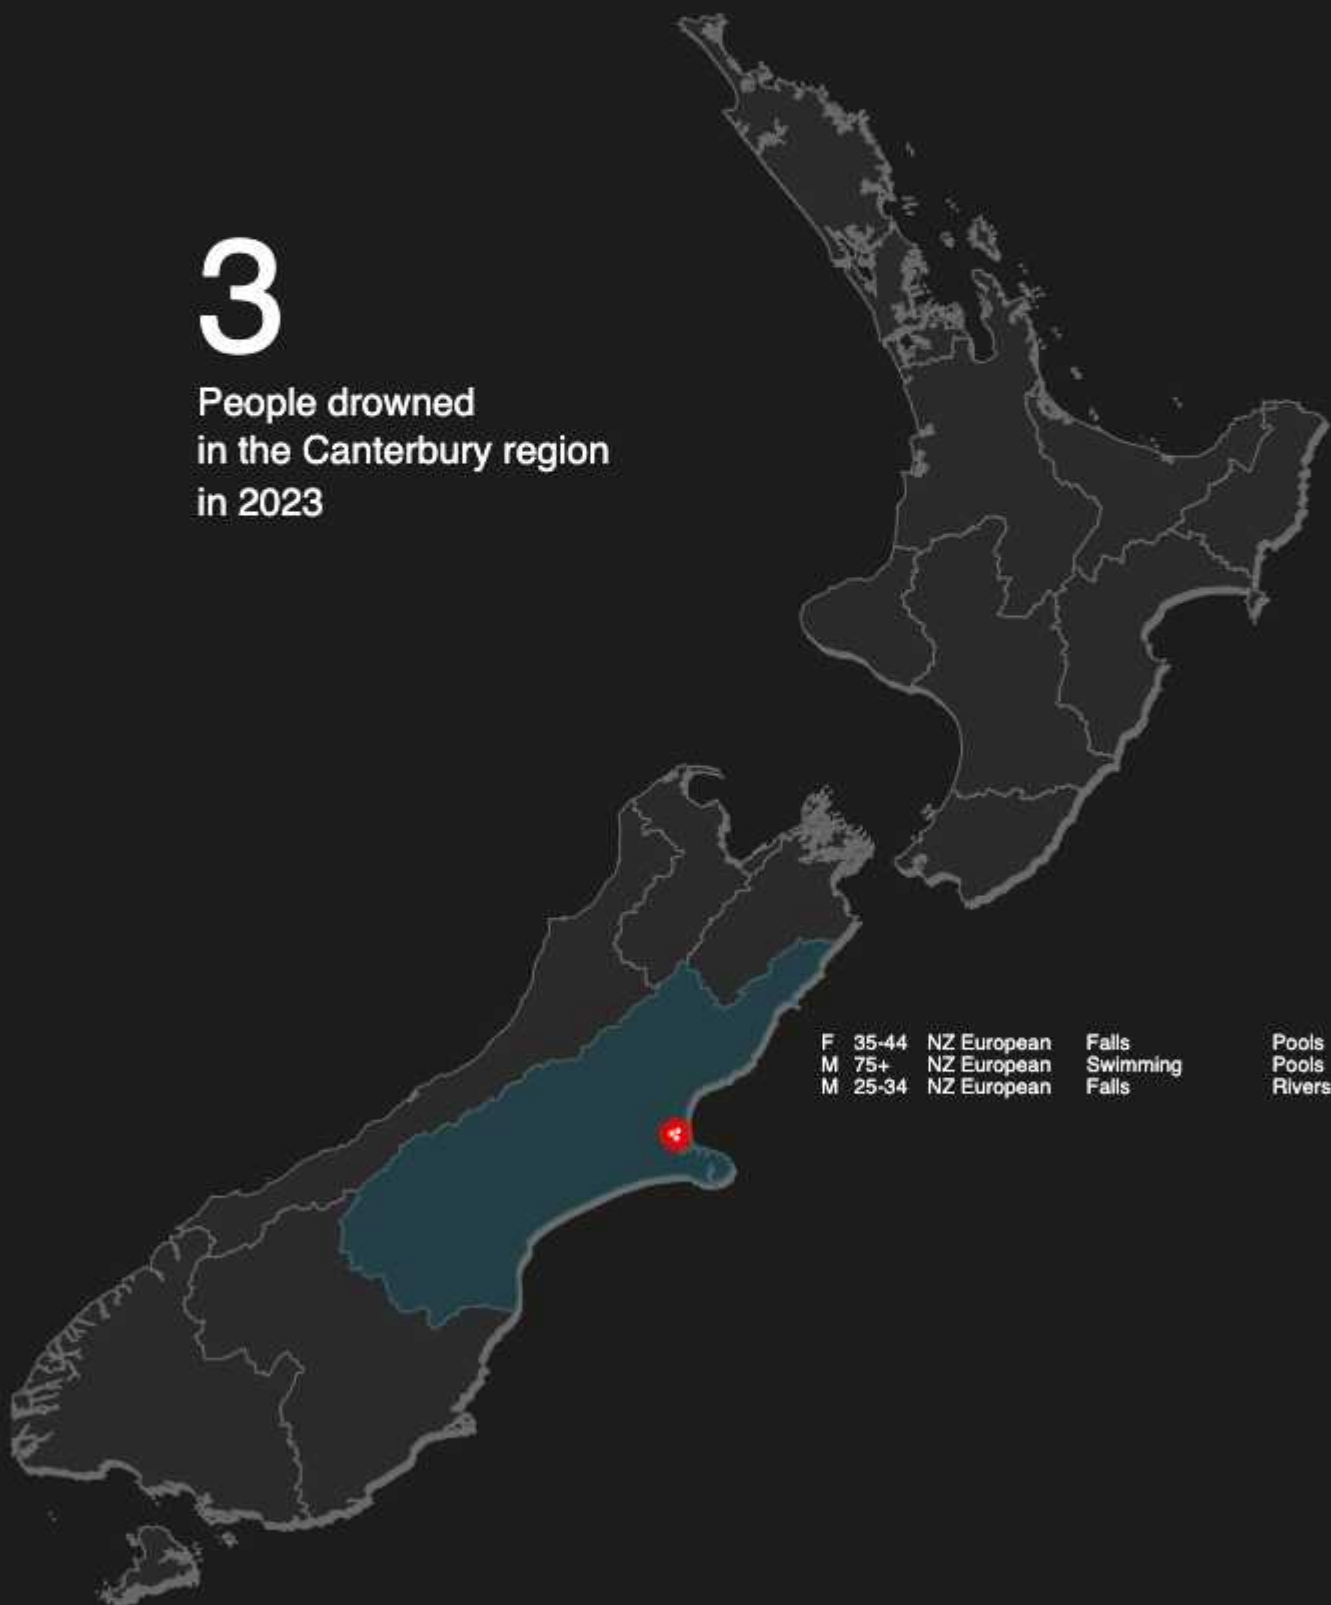 3
People drowned
in the Canterbury region
in 2023
F 35-44 NZ European Falls Pools
M 75+ NZ European Swimming Pools
M 25-34 NZ European Falls Rivers